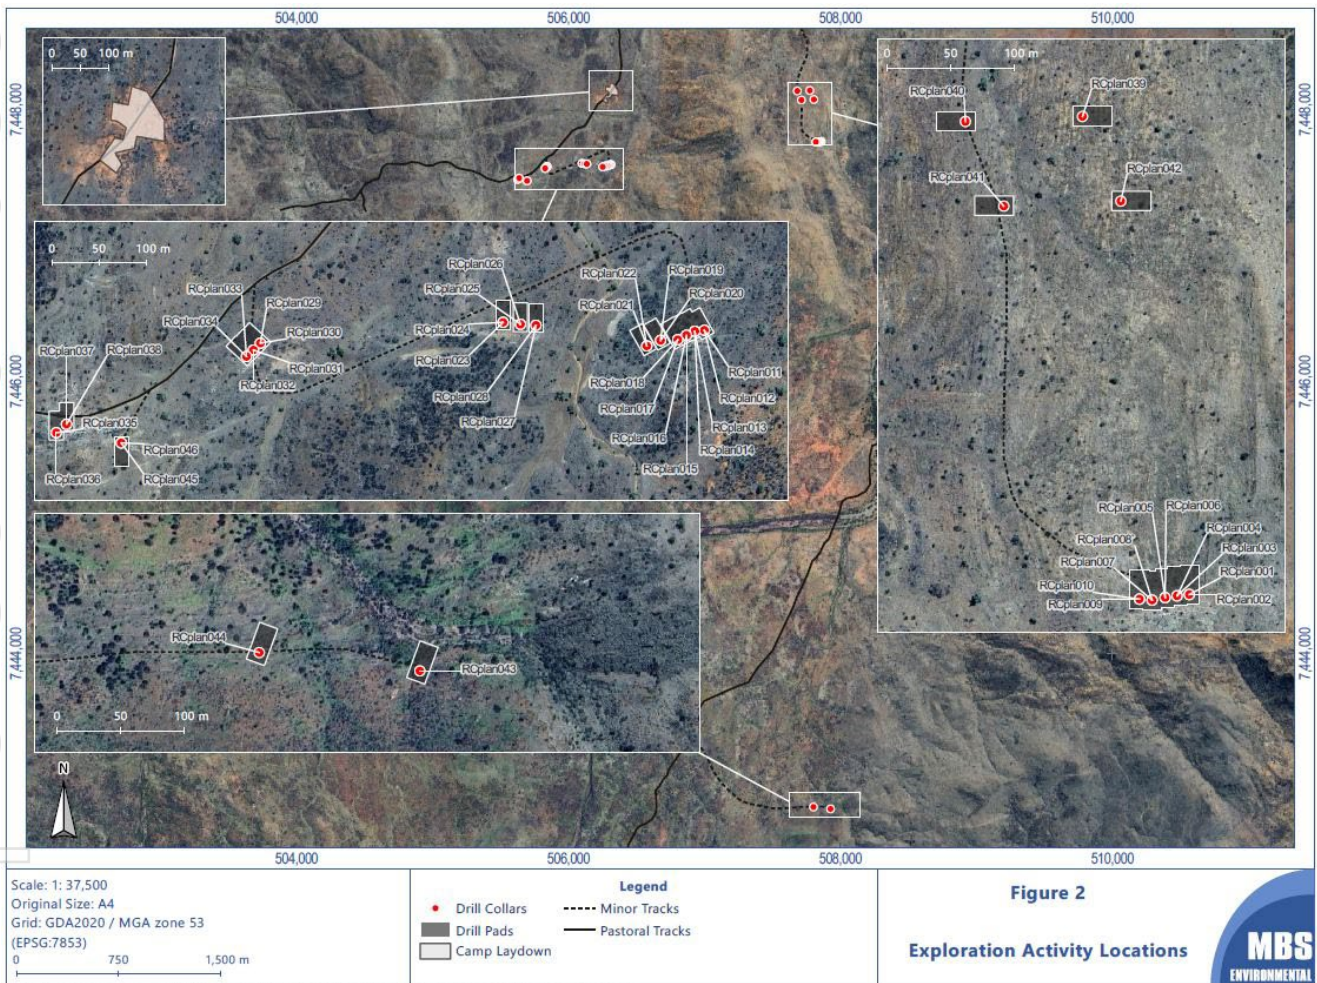 504,000
506,000
508,000
510,000
7,448,000
7,446,000
7,444,000
7,448,000
7,446,000
7,444,000
0 50 100 m
0 50 100 m
RCplan040
RCplan039
RCplan041
RCplan042
RCplan005
RCplan006
RCplan008
RCplan004
RCplan007
RCplan003
RCplan010
RCplan001
RCplan009
RCplan002
0 50 100 m
RCplan026
RCplan022
RCplan019
RCplan033
RCplan025
RCplan020
RCplan029
RCplan021
RCplan034
RCplan030
RCplan024
RCplan037
RCplan038
RCplan023
RCplan031
RCplan018
RCplan011
RCplan032
RCplan028
RCplan012
RCplan017
RCplan035
RCplan027
RCplan013
RCplan016
RCplan046
RCplan014
RCplan015
RCplan036
RCplan045
RCplan044
RCplan043
0 50 100 m
N
504,000
506,000
508,000
510,000
Scale: 1: 37,500
Original Size: A4
Grid: GDA2020 / MGA zone 53
(EPSG:7853)
0 750 1,500 m
Legend
Drill Collars
Minor Tracks
Drill Pads
Pastoral Tracks
Camp Laydown
Figure 2
Exploration Activity Locations
MBS
ENVIRONMENTAL